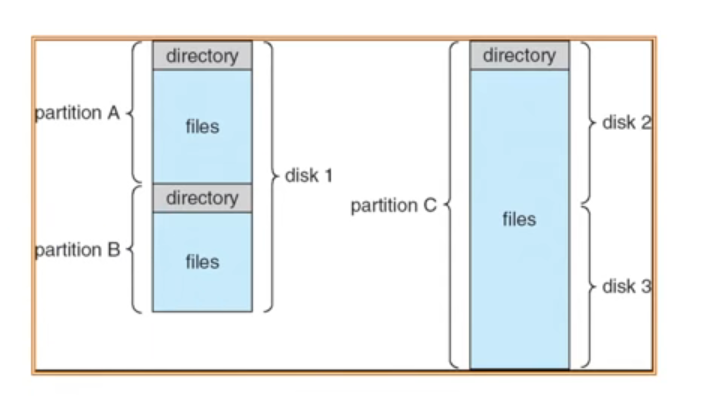 directory
partition A
files
disk 1
directory
partition B
files
directory
disk 2
partition C
files
disk 3